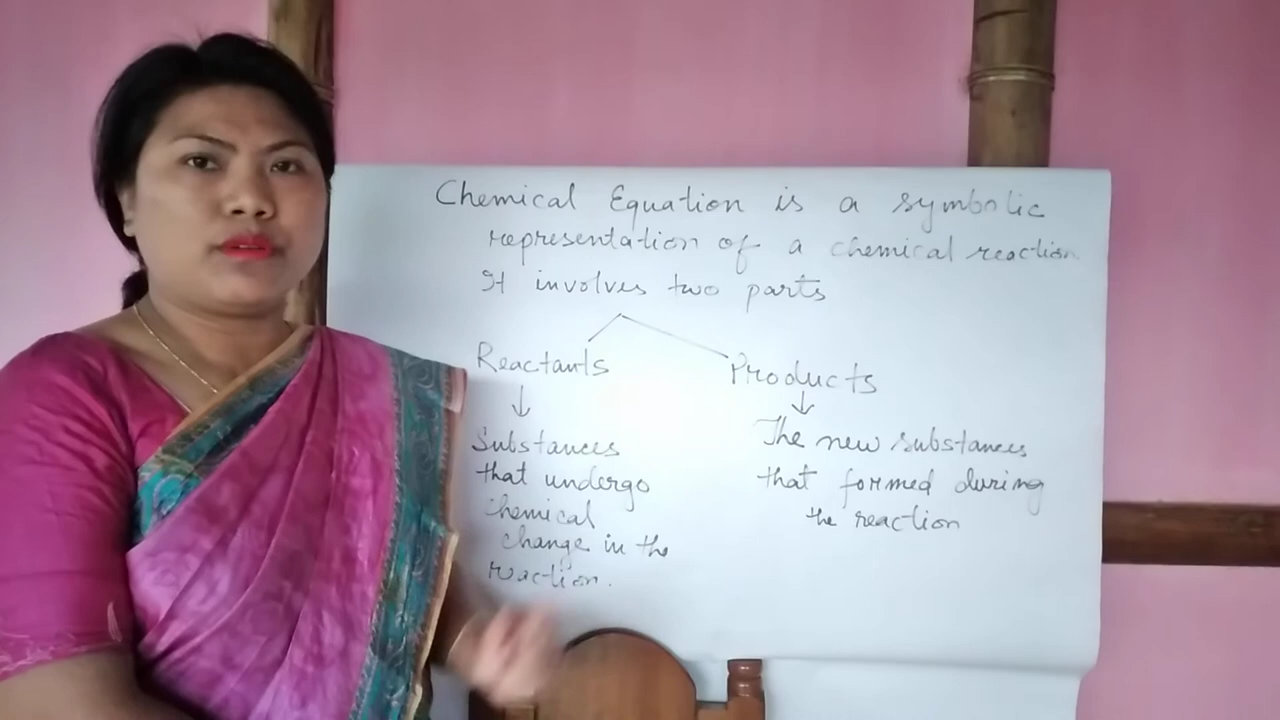 Chemical Equation is a symbolic
representation of a chemical reaction.
It involves two parts
Reactants
Products
Substances
that undergo
chemical
change in the
reaction.
The new substances
that formed during
the reaction